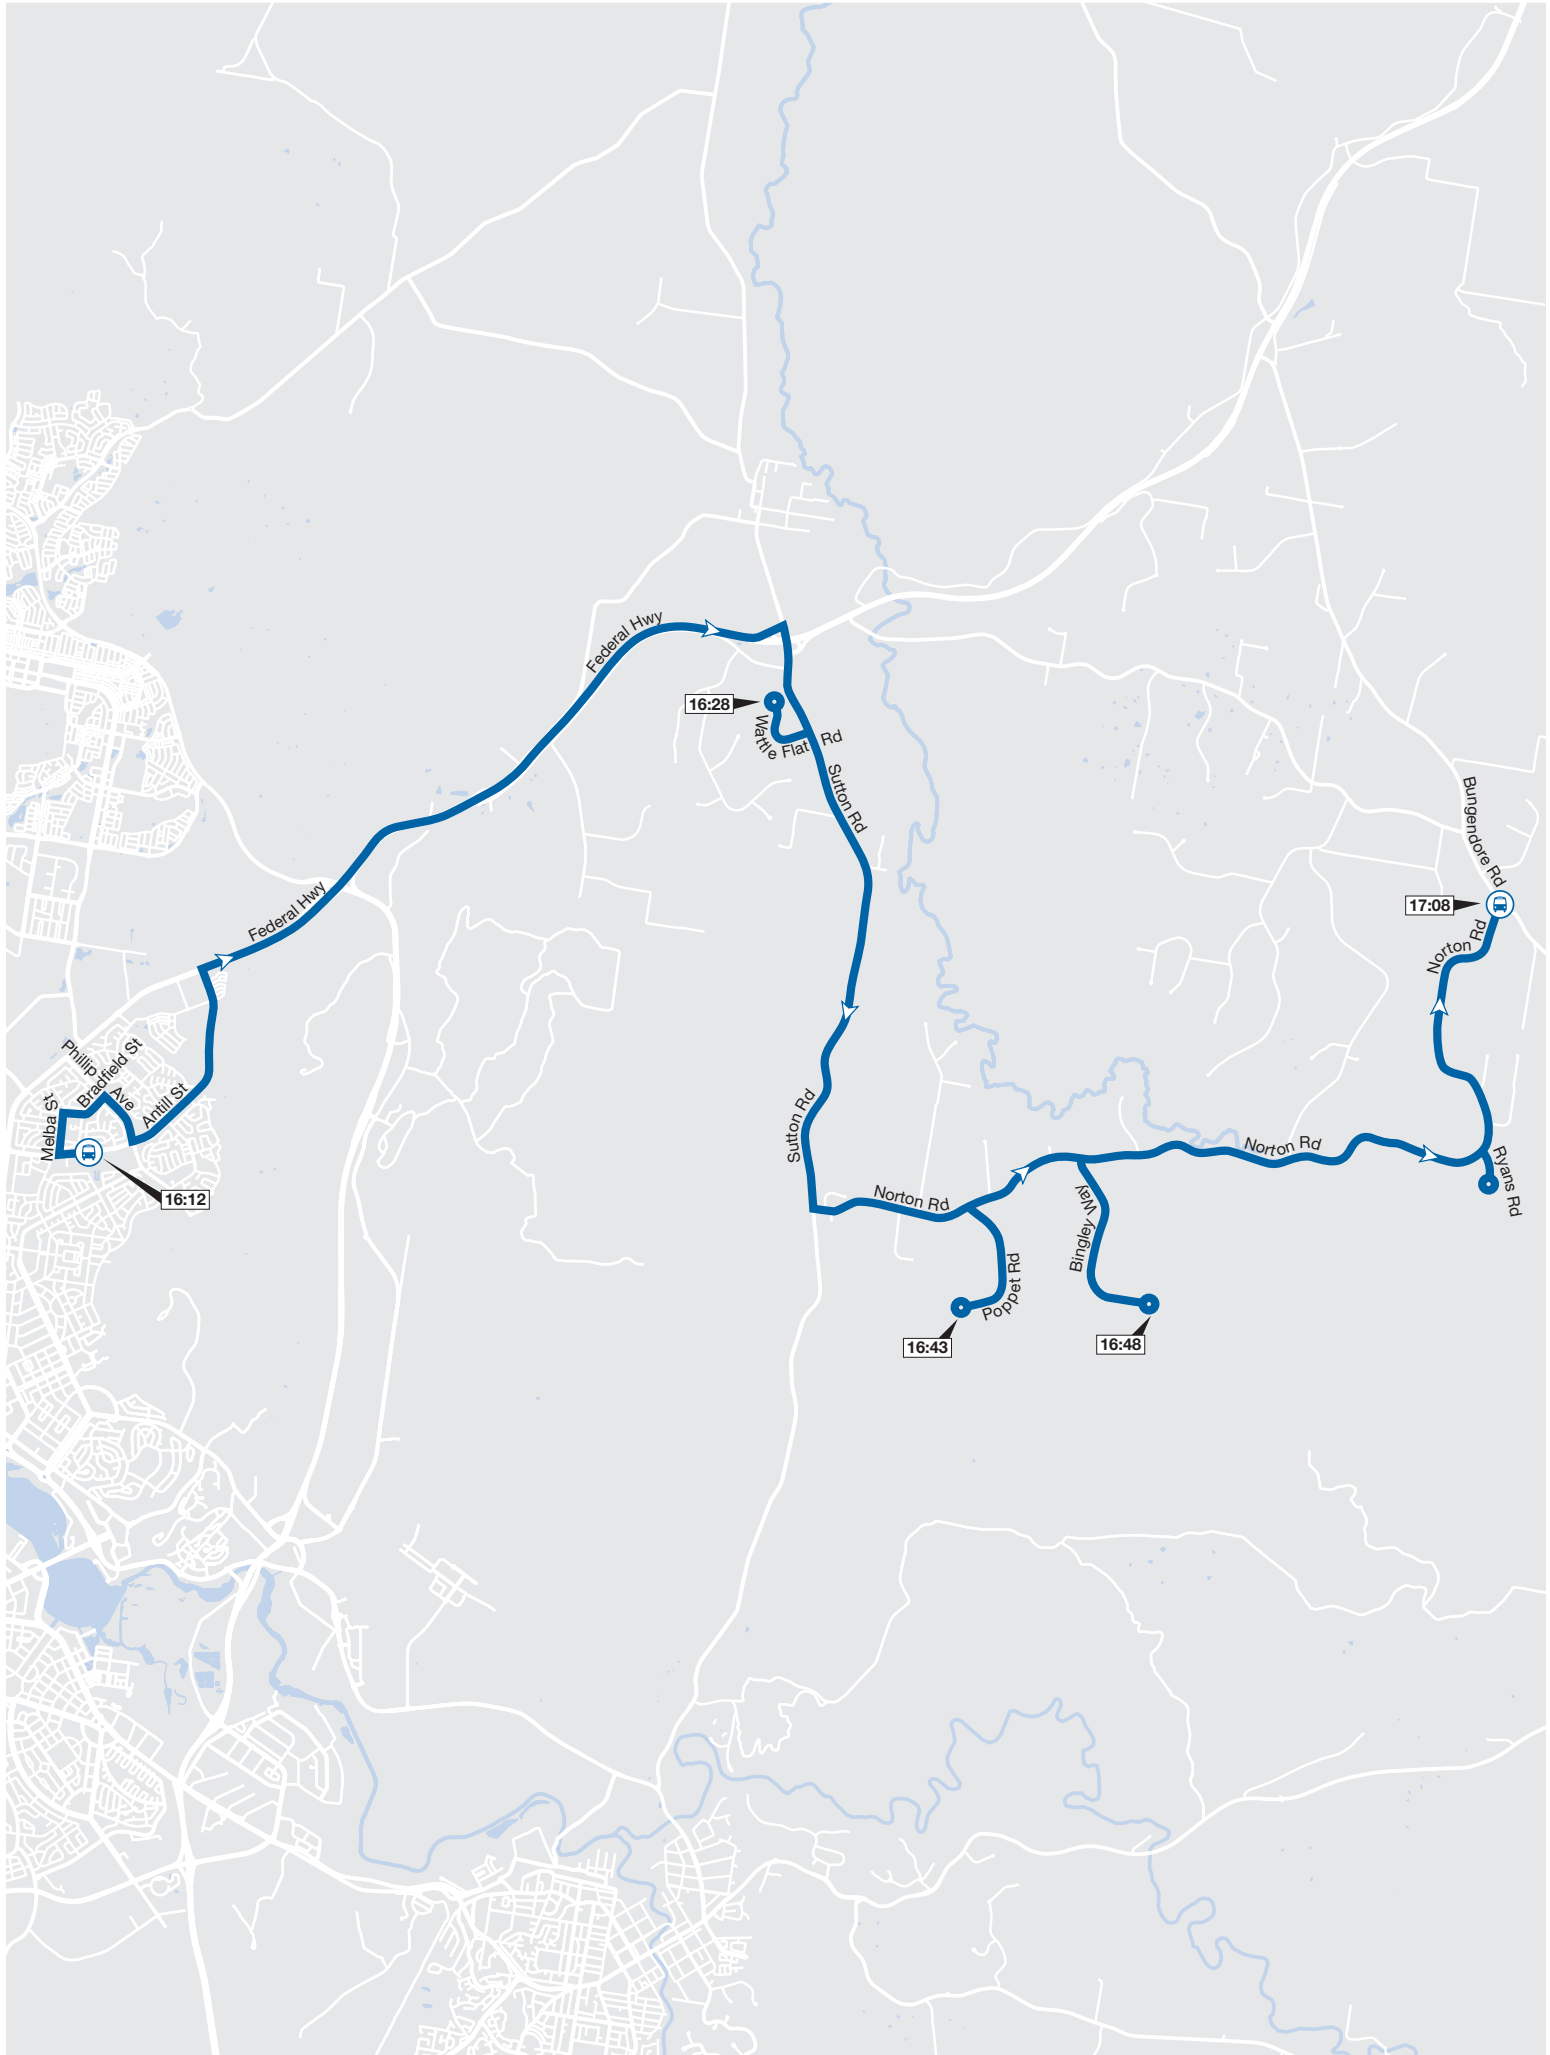 Federal Hwy
16:28
Wattle Flat Rd
Sutton Rd
Bungendore Rd
Federal Hwy
17:08
Norton Rd
Phillip Ave
Bradfield St
Antill St
Melba St
16:12
Sutton Rd
Norton Rd
Norton Rd
Ryans Rd
Bingley Way
Poppet Rd
16:43
16:48